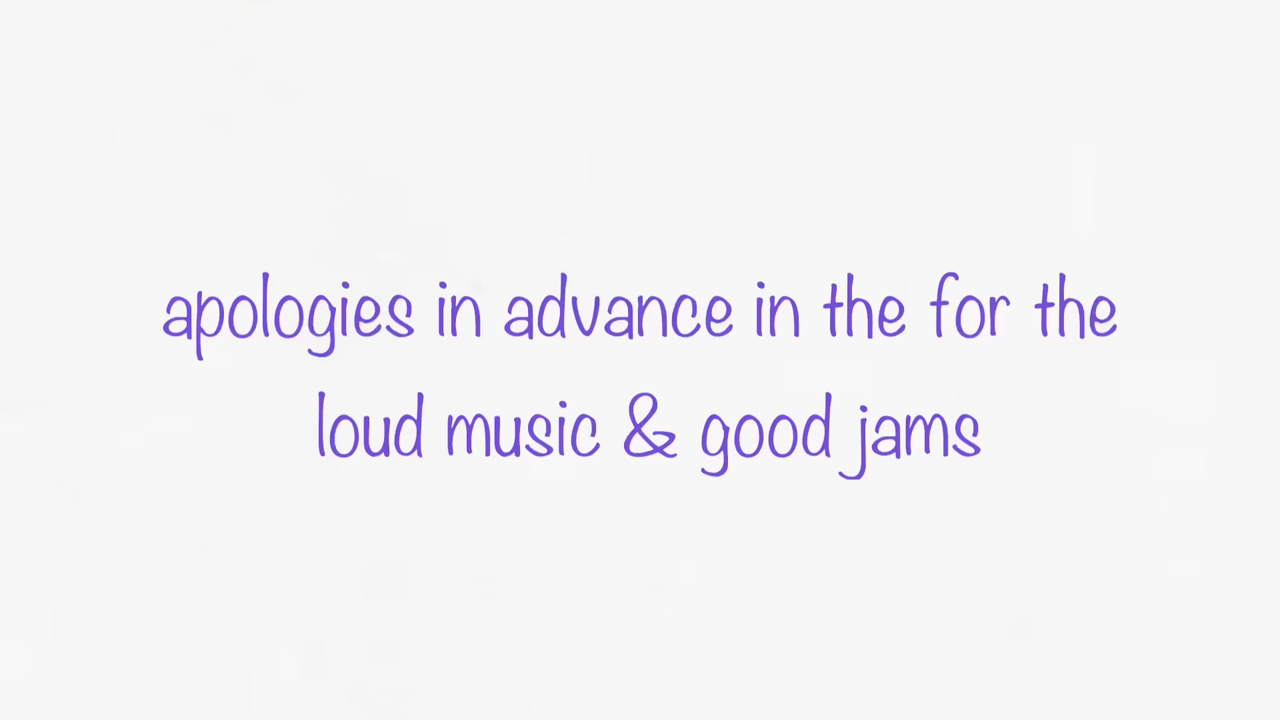 apologies in advance in the for the
loud music & good jams